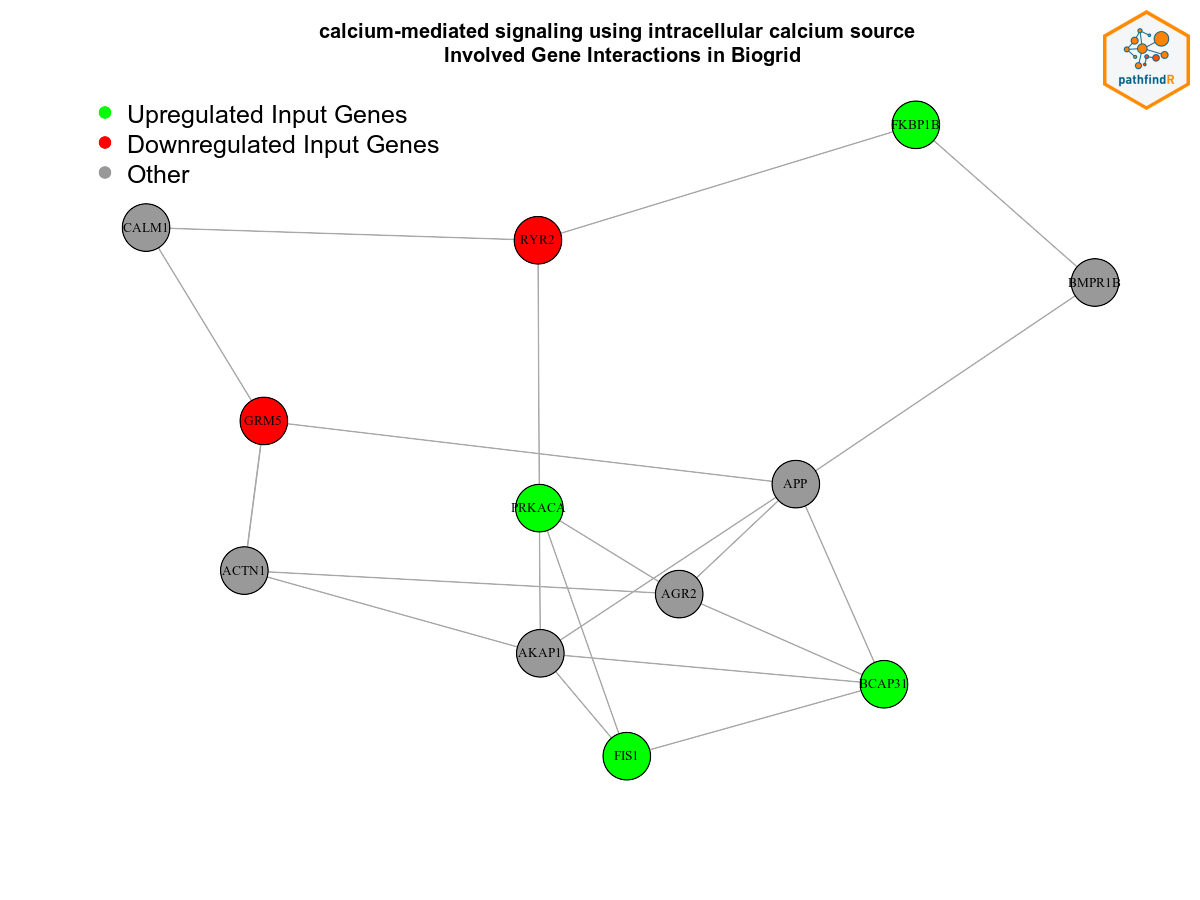 calcium-mediated signaling using intracellular calcium source
Involved Gene Interactions in Biogrid
pathfindR
Upregulated Input Genes
Downregulated Input Genes
Other
FKBP1B
CALM1
RYR2
BMPR1B
GRM5
APP
PRKACA
ACTN1
AGR2
AKAP1
BCAP31
FIS1